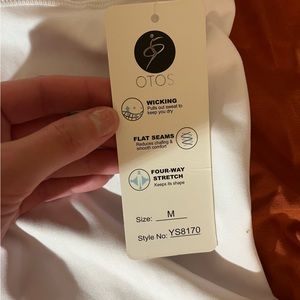 OTOS
WICKING
Pulls out sweat to
keep you dry
FLAT SEAMS
Reduces chafing &
smooth comfort
FOUR-WAY
STRETCH
Keeps its shape
Size: M
Style No: YS8170